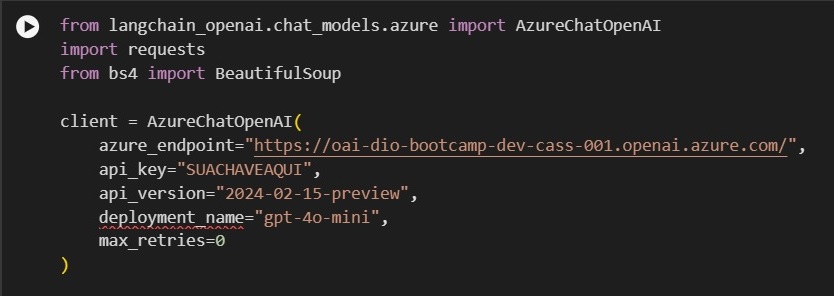 from langchain_openai.chat_models.azure import AzureChatOpenAI
import requests
from bs4 import BeautifulSoup

client = AzureChatOpenAI(
    azure_endpoint="https://oai-dio-bootcamp-dev-cass-001.openai.azure.com/",
    api_key="SUACHAVEAQUI",
    api_version="2024-02-15-preview",
    deployment_name="gpt-4o-mini",
    max_retries=0
)